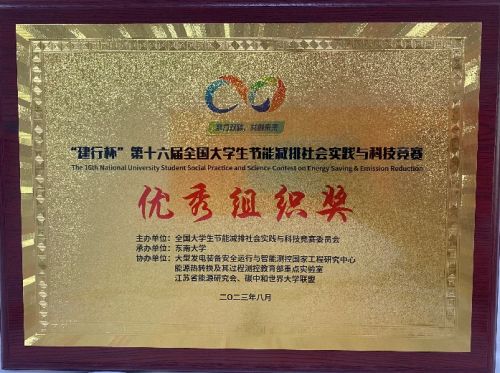 聚力双碳，共创未来
“建行杯”第十六届全国大学生节能减排社会实践与科技竞赛
The 16th National University Student Social Practice and Science Contest on Energy Saving & Emission Reduction
优秀组织奖
主办单位：全国大学生节能减排社会实践与科技竞赛委员会
承办单位：东南大学
协办单位：大型发电装备安全运行与智能测控国家工程研究中心
能源热转换及其过程测控教育部重点实验室
江苏省能源研究会、碳中和世界大学联盟
二〇二三年八月